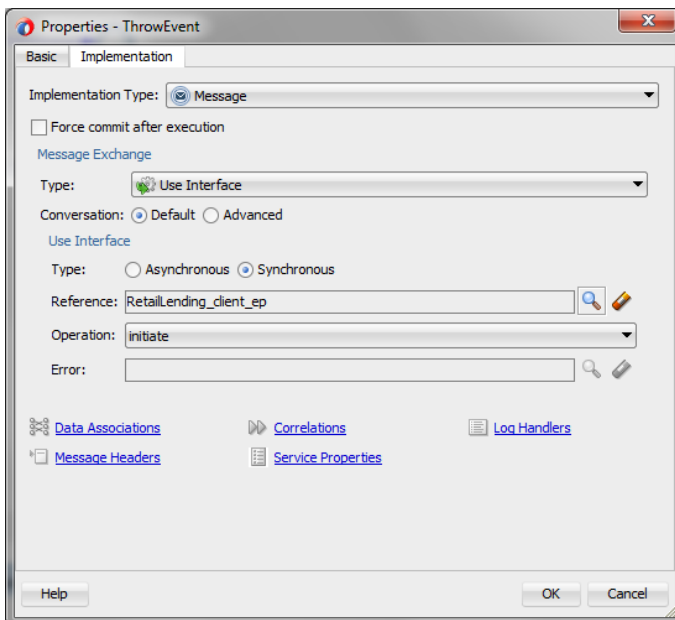 Properties - ThrowEvent
Basic Implementation
Implementation Type: Message
Force commit after execution
Message Exchange
Type: Use Interface
Conversation: Default Advanced
Use Interface
Type: Asynchronous Synchronous
Reference: RetailLending_client_ep
Operation: initiate
Error:
Data Associations Correlations Log Handlers
Message Headers Service Properties
Help OK Cancel